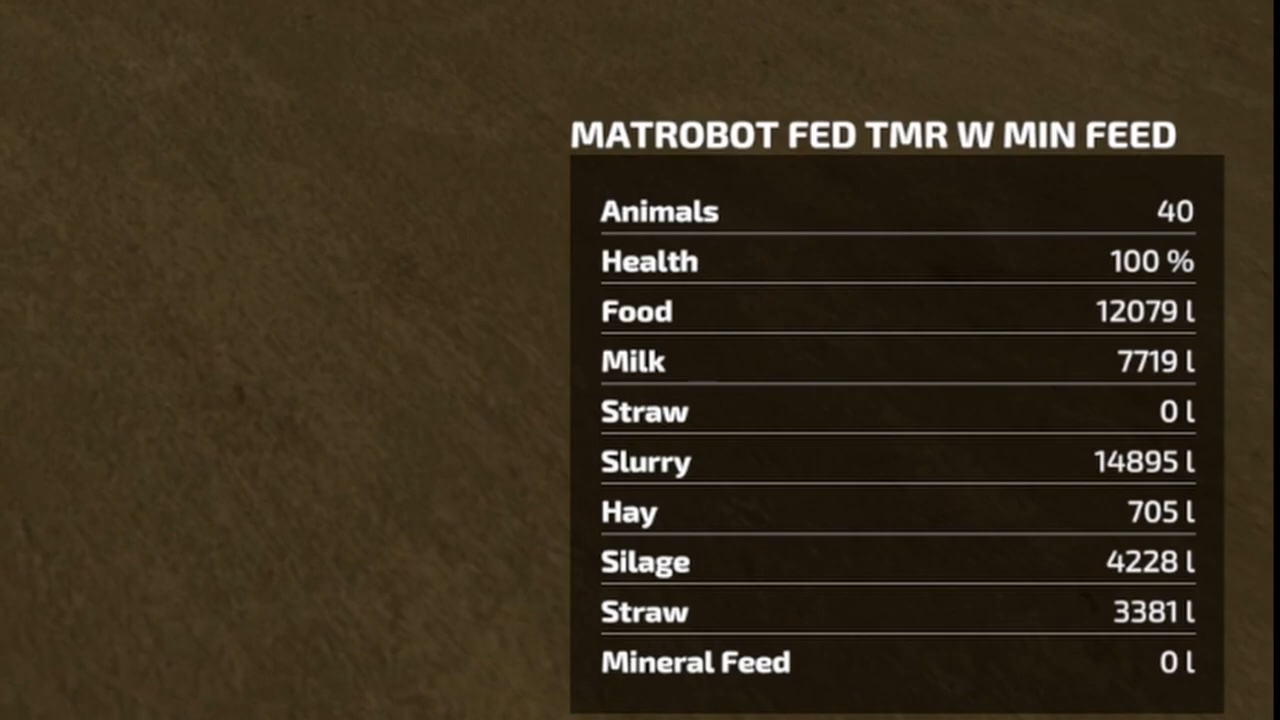 MATROBOT FED TMR W MIN FEED
Animals 40
Health 100 %
Food 12079 l
Milk 7719 l
Straw 0 l
Slurry 14895 l
Hay 705 l
Silage 4228 l
Straw 3381 l
Mineral Feed 0 l